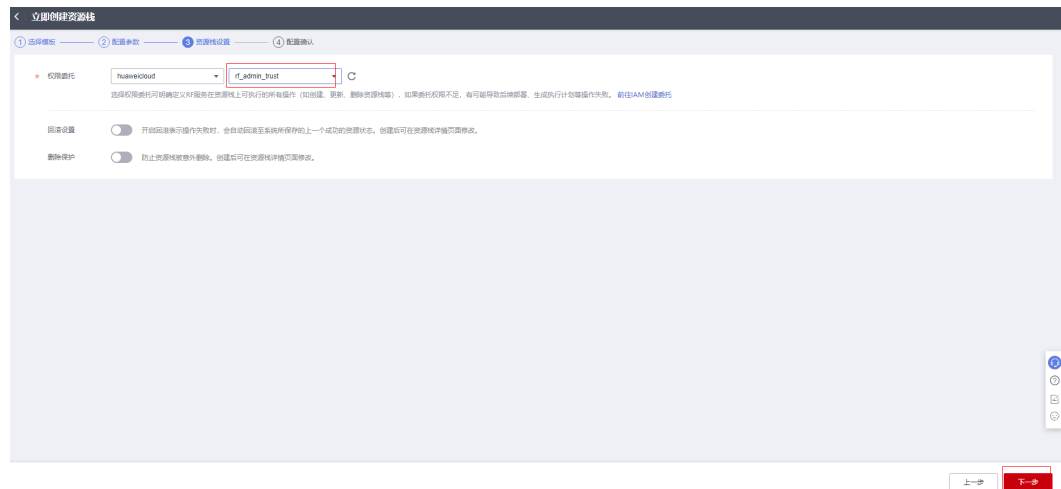 < 立即创建资源栈
1 选择模板 2 配置参数 3 资源栈设置 4 配置确认
* 权限委托 huaweicloud rf_admin_trust
选择权限委托可明确定义RF服务在资源栈上可执行的所有操作（如创建、更新、删除资源栈等），如果委托权限不足，有可能导致后续部署、生成执行计划等操作失败。 前往IAM创建委托
回滚设置 开启回滚表示操作失败时，会自动回滚至系统所保存的上一个成功的资源状态。创建后可在资源栈详情页面修改。
删除保护 防止资源栈被意外删除。创建后可在资源栈详情页面修改。
上一步 下一步